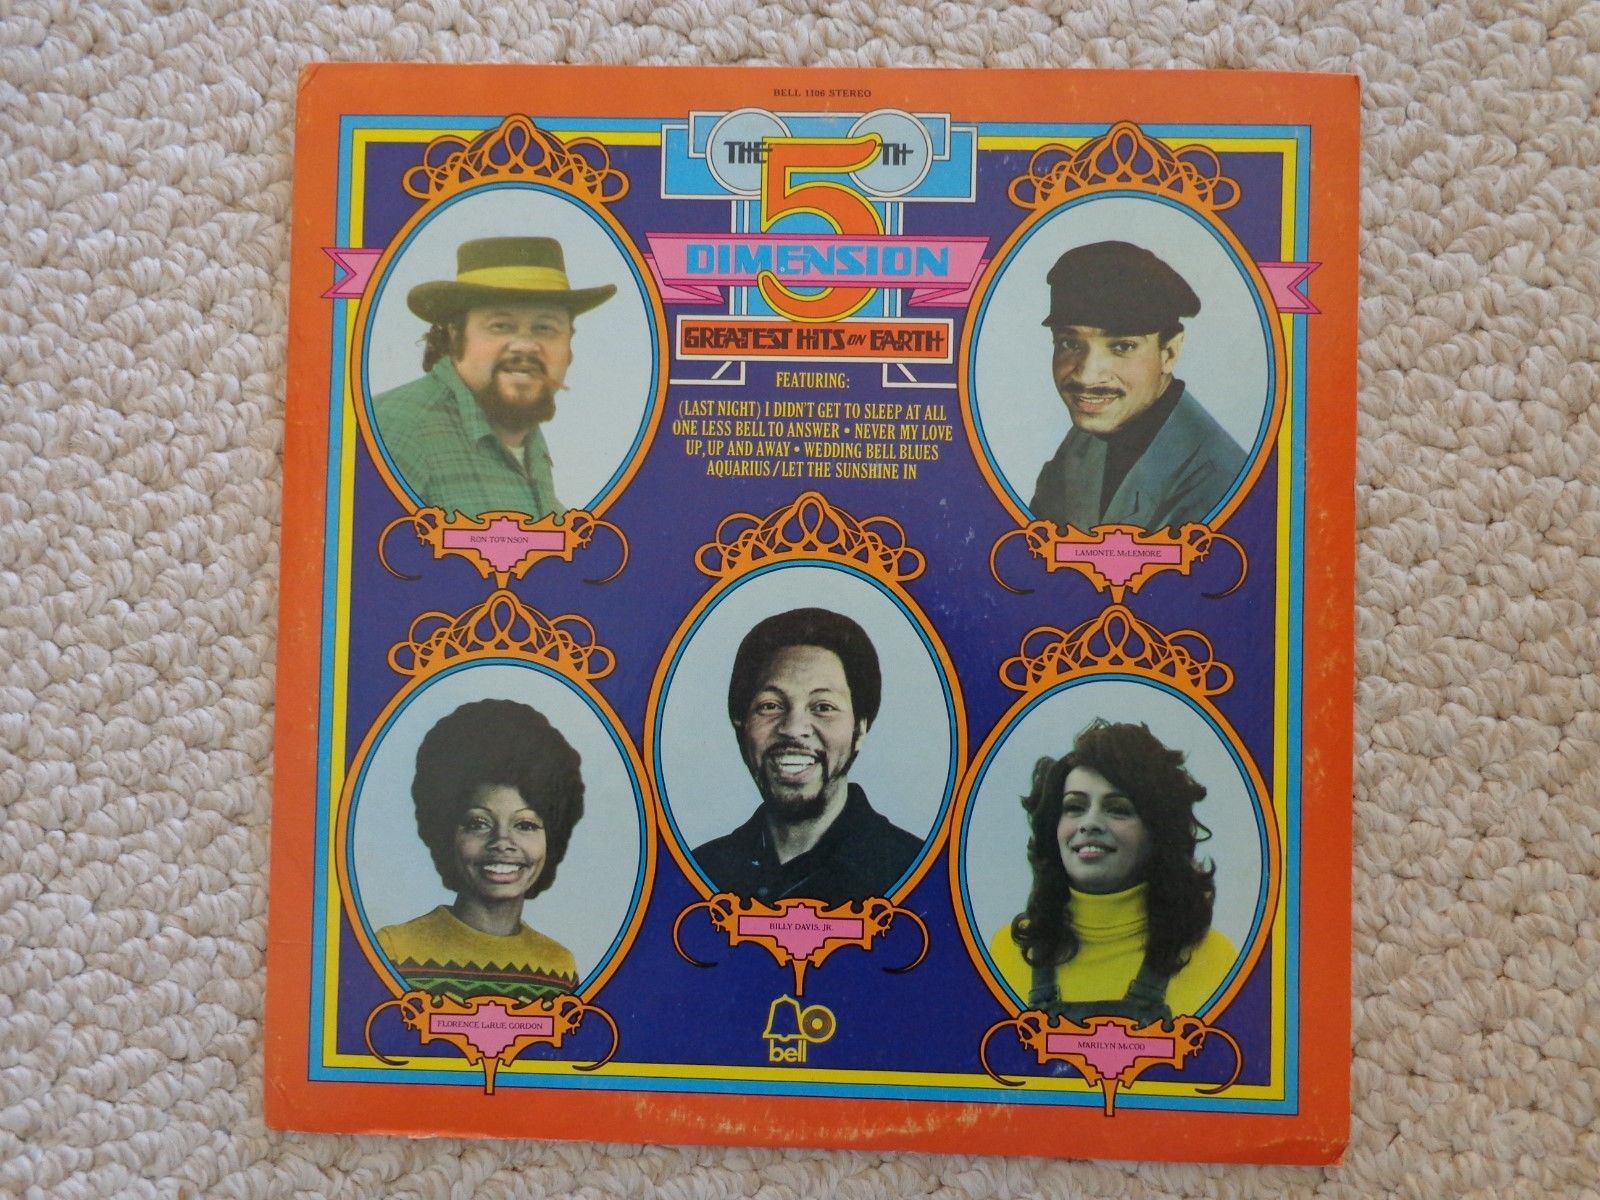 BELL 1106 STEREO
THE 5TH
DIMENSION
GREATEST HITS ON EARTH
FEATURING:
(LAST NIGHT) I DIDN'T GET TO SLEEP AT ALL
ONE LESS BELL TO ANSWER • NEVER MY LOVE
UP, UP AND AWAY • WEDDING BELL BLUES
AQUARIUS/LET THE SUNSHINE IN
RON TOWNSON
LAMONTE McLEMORE
BILLY DAVIS, JR.
FLORENCE LaRUE GORDON
MARILYN McCOO
bell